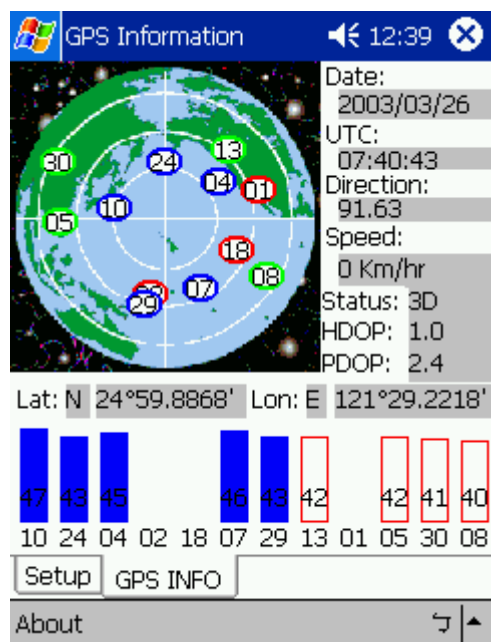 GPS Information 12:39
Date:
2003/03/26
UTC:
07:40:43
Direction:
91.63
Speed:
0 Km/hr
Status: 3D
HDOP: 1.0
PDOP: 2.4
30 24 13 04 01
05 10 18 08
29 07
Lat: N 24°59.8868' Lon: E 121°29.2218'
47 43 45 46 43 42 42 41 40
10 24 04 02 18 07 29 13 01 05 30 08
Setup GPS INFO
About ㄅ